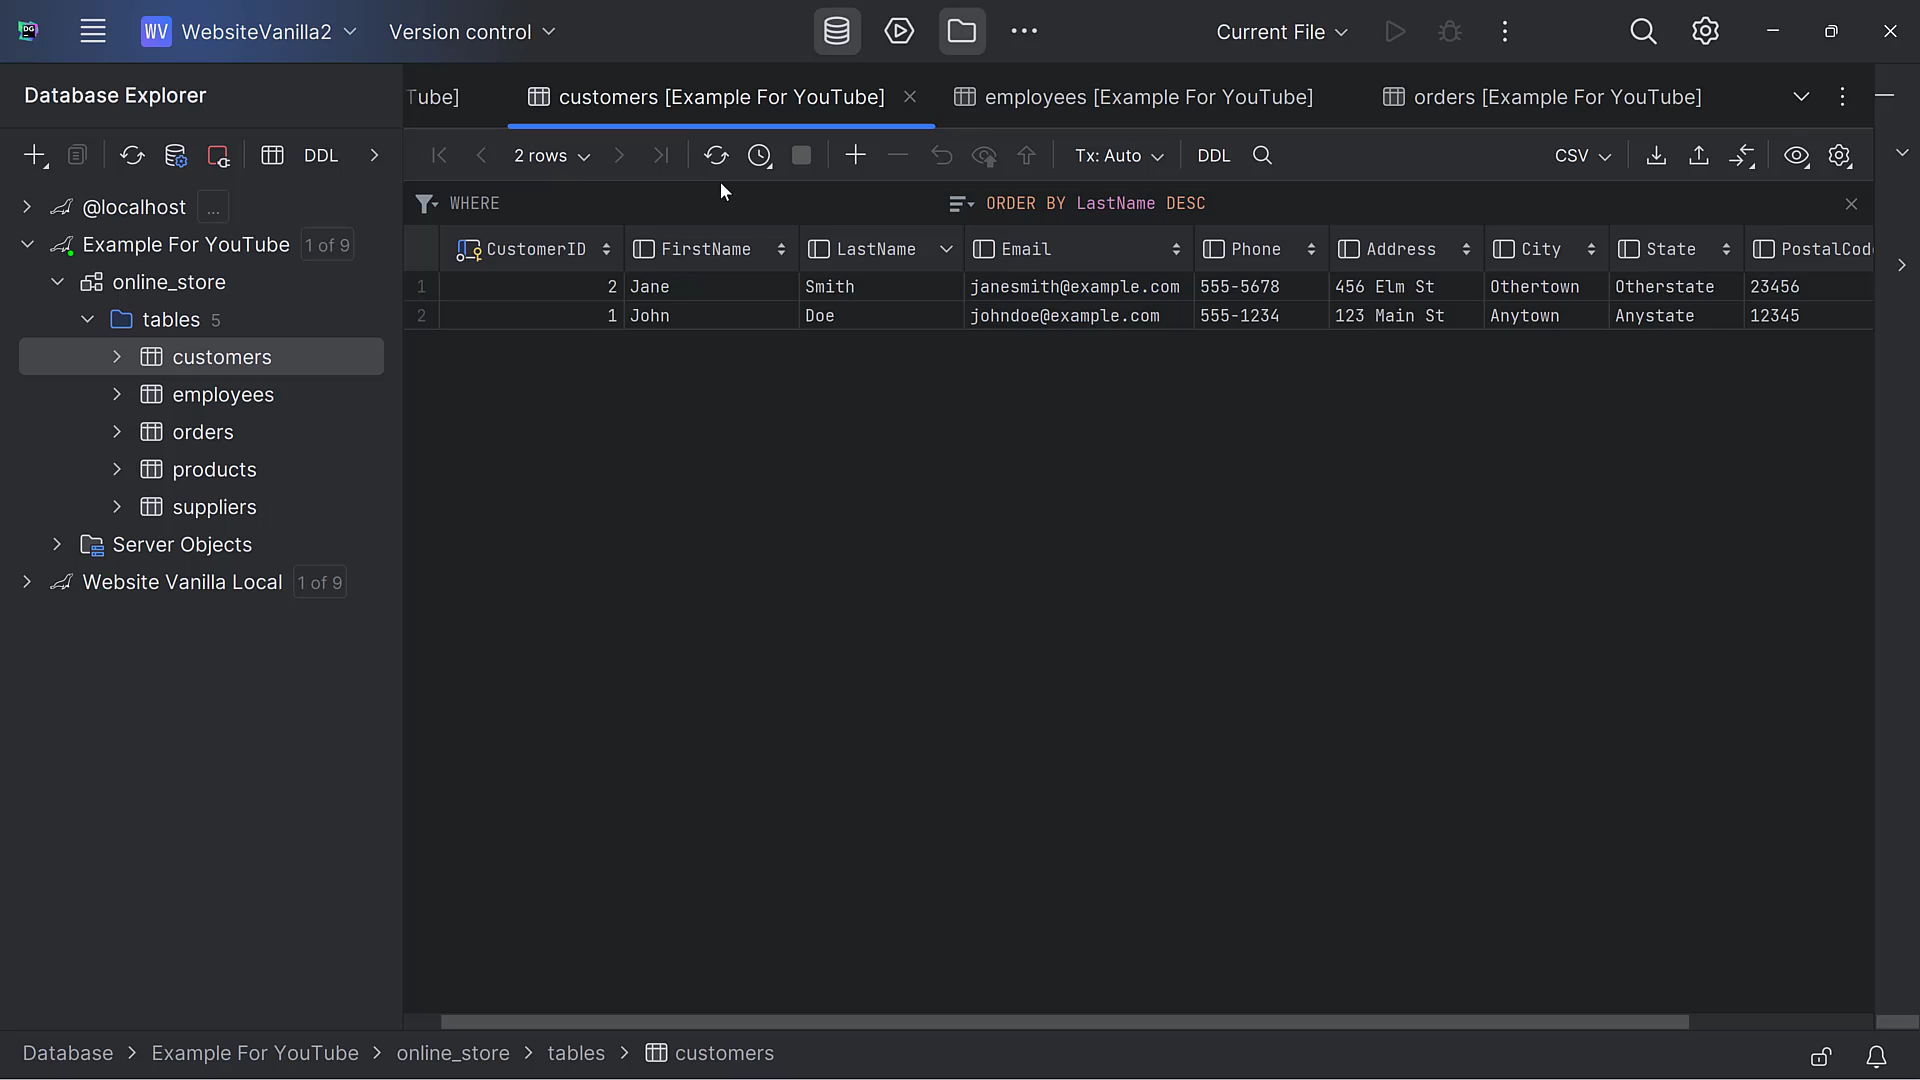 DG WV WebsiteVanilla2 Version control Current File
Database Explorer
Tube] customers [Example For YouTube] employees [Example For YouTube] orders [Example For YouTube]
DDL 2 rows Tx: Auto DDL CSV
WHERE ORDER BY LastName DESC
@localhost ...
Example For YouTube 1 of 9
online_store
tables 5
customers
employees
orders
products
suppliers
Server Objects
Website Vanilla Local 1 of 9
CustomerID FirstName LastName Email Phone Address City State PostalCod
1 2 Jane Smith janesmith@example.com 555-5678 456 Elm St Othertown Otherstate 23456
2 1 John Doe johndoe@example.com 555-1234 123 Main St Anytown Anystate 12345
Database Example For YouTube online_store tables customers